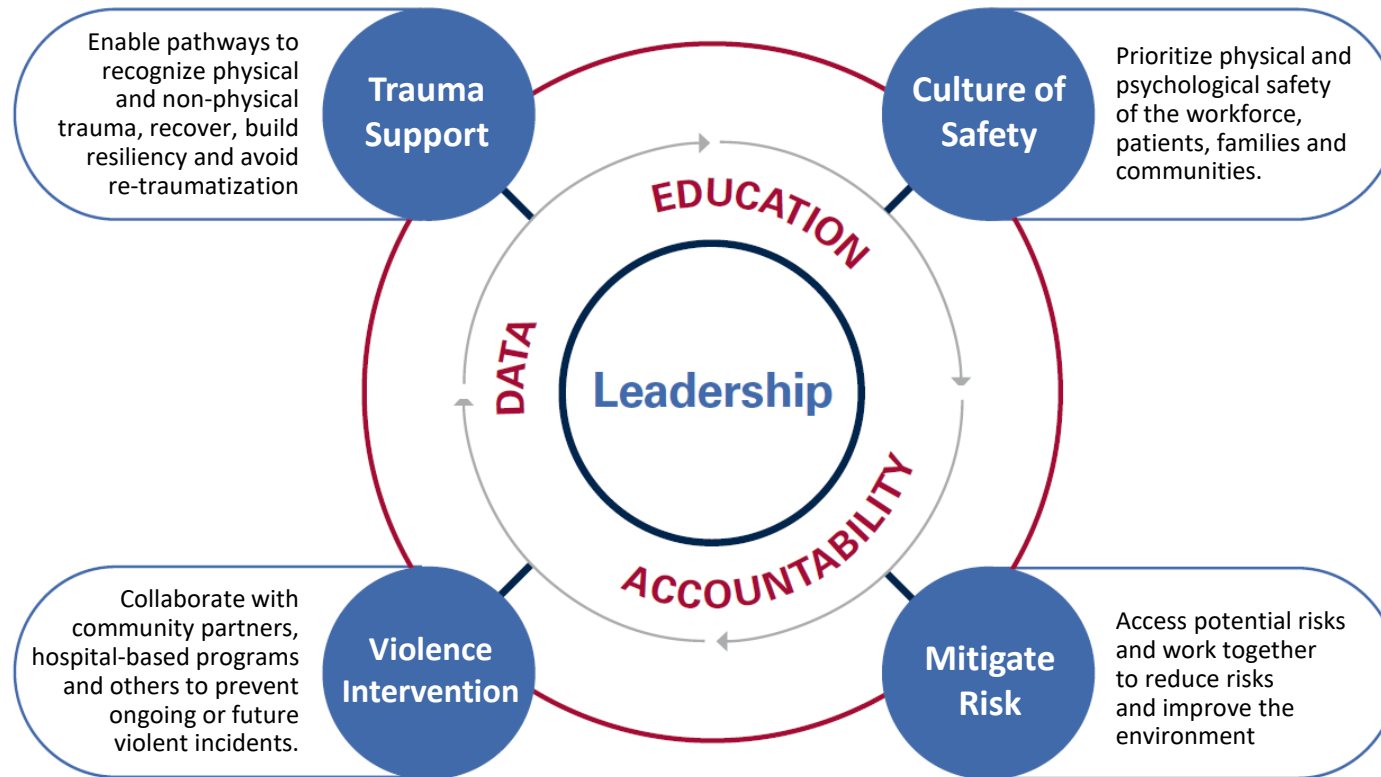 Enable pathways to
recognize physical
and non-physical
trauma, recover, build
resiliency and avoid
re-traumatization
Trauma
Support
Culture of
Safety
Prioritize physical and
psychological safety
of the workforce,
patients, families and
communities.
EDUCATION
DATA
Leadership
ACCOUNTABILITY
Collaborate with
community partners,
hospital-based programs
and others to prevent
ongoing or future
violent incidents.
Violence
Intervention
Mitigate
Risk
Access potential risks
and work together
to reduce risks
and improve the
environment